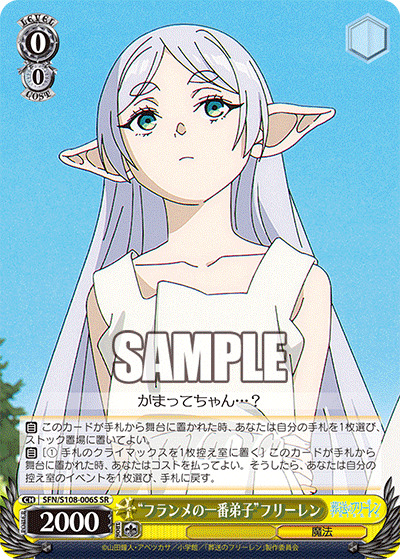 LEVEL
0
0
COST
SAMPLE
がまってちゃん…？
自 このカードが手札から舞台に置かれた時、あなたは自分の手札を1枚選び、
ストック置場に置いてよい。
自 [① 手札のクライマックスを1枚控え室に置く] このカードが手札から舞台
に置かれた時、あなたはコストを払ってよい。そうしたら、あなたは自分の控
え室のイベントを1枚選び、手札に戻す。
CH SFN/S108-006S SR
2000
“フランメの一番弟子”フリーレン
葬送のフリーレン
魔法
©山田鐘人・アベツカサ／小学館／「葬送のフリーレン」製作委員会